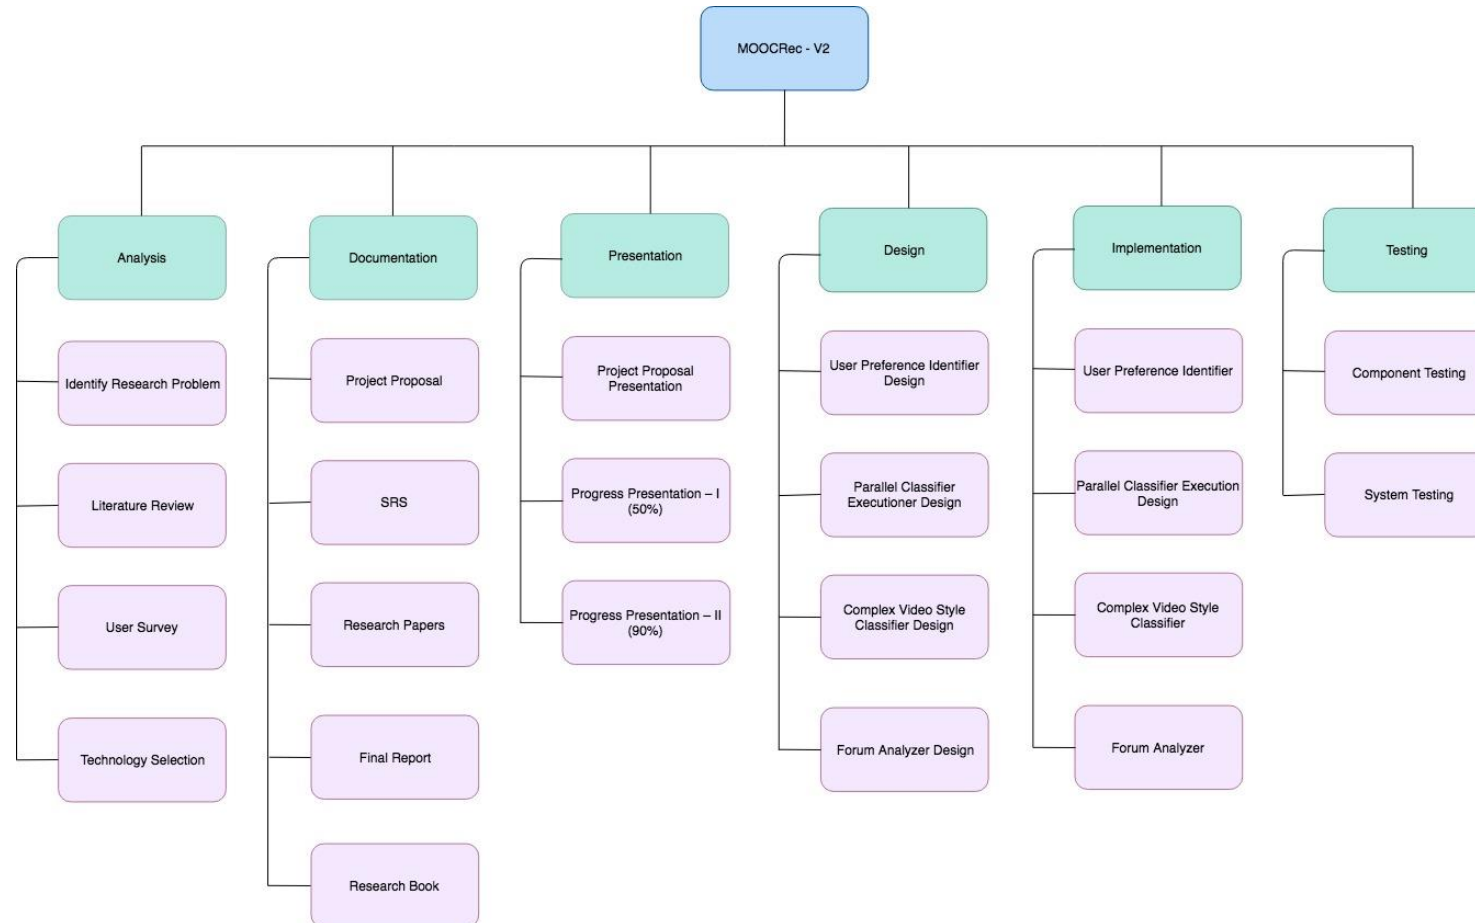 MOOCRec - V2
Analysis
Documentation
Presentation
Design
Implementation
Testing
Identify Research Problem
Literature Review
User Survey
Technology Selection
Project Proposal
SRS
Research Papers
Final Report
Research Book
Project Proposal
Presentation
Progress Presentation – I
(50%)
Progress Presentation – II
(90%)
User Preference Identifier
Design
Parallel Classifier
Executioner Design
Complex Video Style
Classifier Design
Forum Analyzer Design
User Preference Identifier
Parallel Classifier Execution
Design
Complex Video Style
Classifier
Forum Analyzer
Component Testing
System Testing